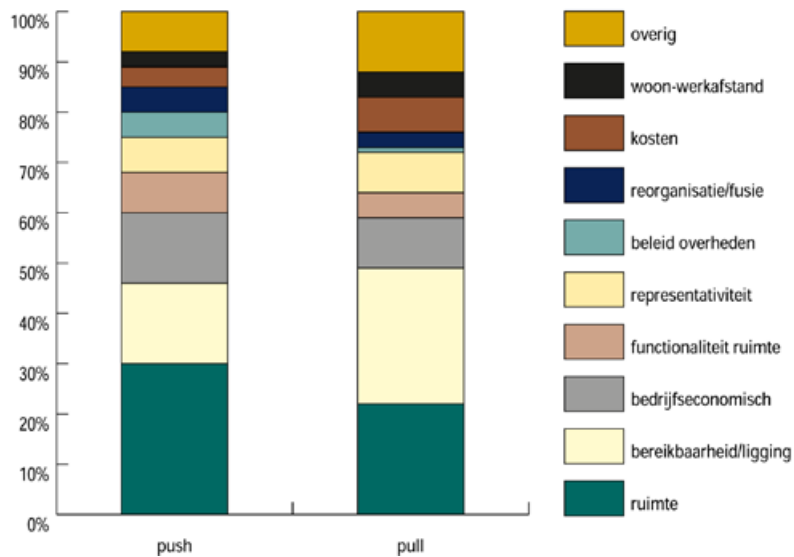 100%
90%
80%
70%
60%
50%
40%
30%
20%
10%
0%
push
pull
overig
woon-werkafstand
kosten
reorganisatie/fusie
beleid overheden
representativiteit
functionaliteit ruimte
bedrijfseconomisch
bereikbaarheid/ligging
ruimte